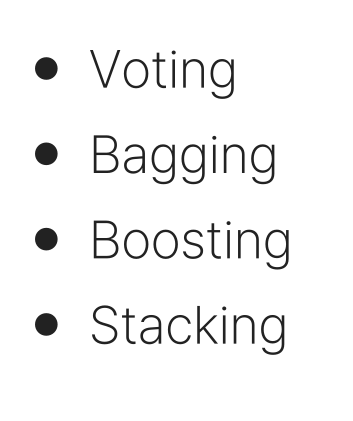 • Voting
• Bagging
• Boosting
• Stacking